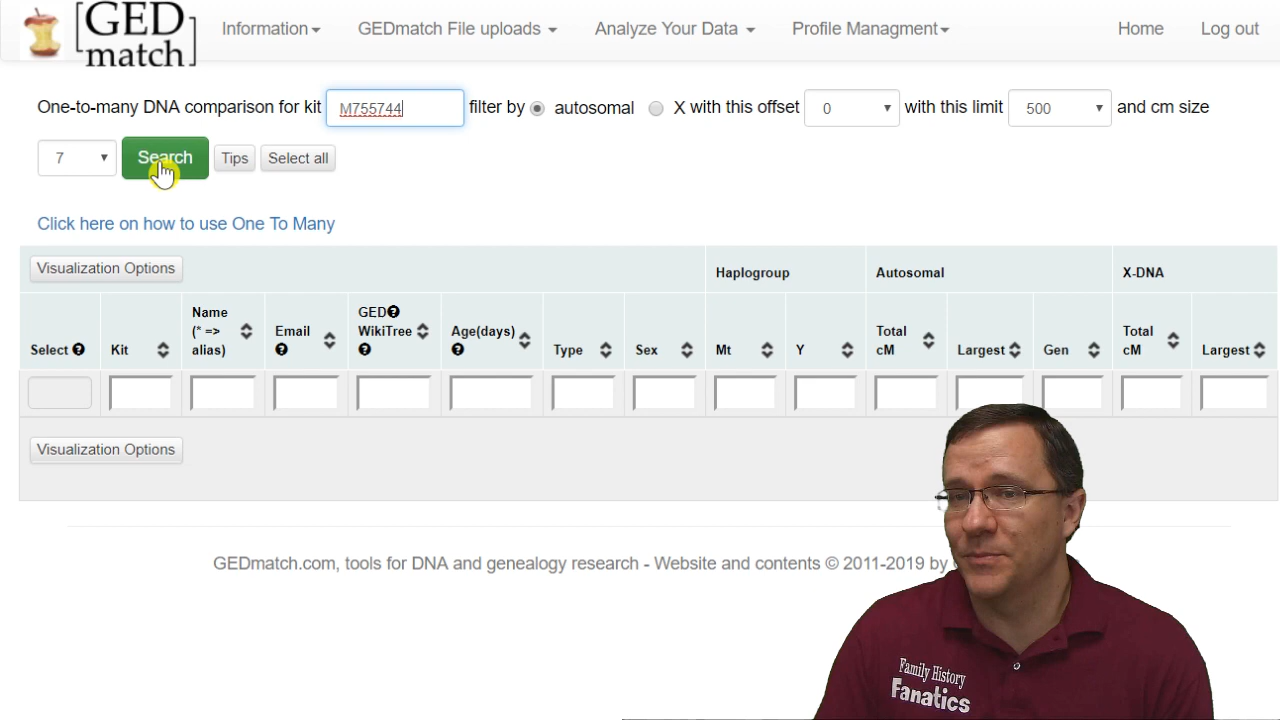 [GED match]
Information GEDmatch File uploads Analyze Your Data Profile Managment Home Log out
One-to-many DNA comparison for kit M755744 filter by autosomal X with this offset 0 with this limit 500 and cm size
7 Search Tips Select all
Click here on how to use One To Many
Visualization Options Haplogroup Autosomal X-DNA
Select Kit Name (* => alias) Email GED WikiTree Age(days) Type Sex Mt Y Total cM Largest Gen Total cM Largest
Visualization Options
GEDmatch.com, tools for DNA and genealogy research - Website and contents © 2011-2019 by
Family History
Fanatics